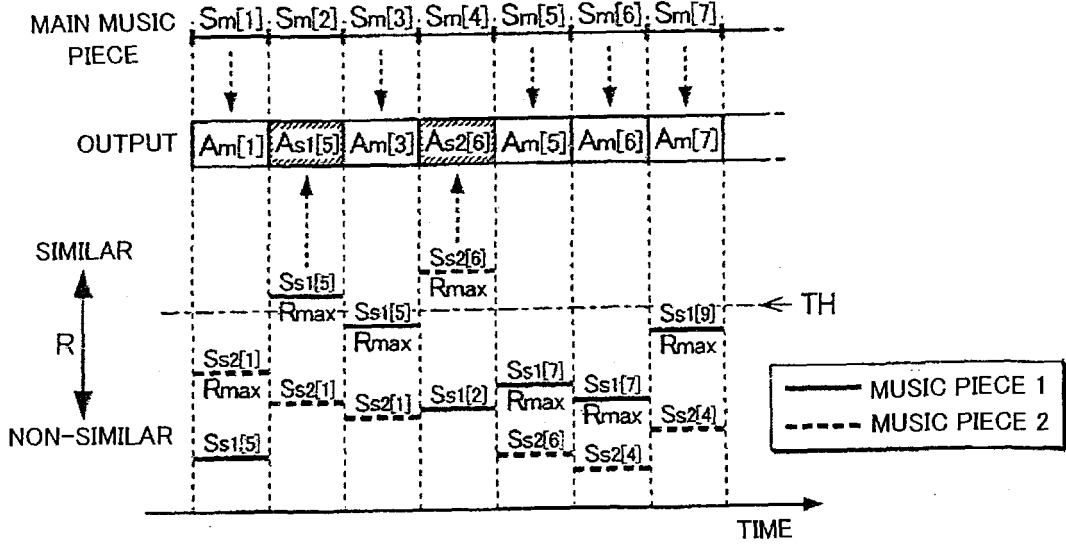 MAIN MUSIC PIECE
Sm[1] Sm[2] Sm[3] Sm[4] Sm[5] Sm[6] Sm[7]
OUTPUT
Am[1] As1[5] Am[3] As2[6] Am[5] Am[6] Am[7]
SIMILAR
R
NON-SIMILAR
Ss2[6]
Rmax
Ss1[5]
Rmax
TH
Ss1[5]
Rmax
Ss1[9]
Rmax
Ss2[1]
Rmax
Ss2[1]
Ss2[1]
Ss1[2]
Ss1[7]
Rmax
Ss1[7]
Rmax
Ss2[4]
Ss1[5]
Ss2[6]
Ss2[4]
MUSIC PIECE 1
MUSIC PIECE 2
TIME